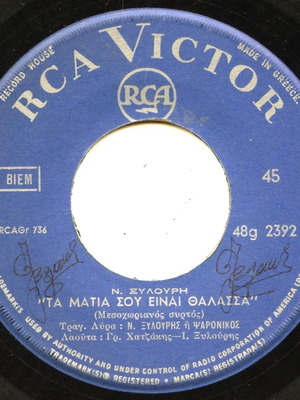 RECORD HOUSE
RCA VICTOR
MADE IN GREECE
RCA
BIEM
45
RCAGr 736
48g 2392
Ν. ΞΥΛΟΥΡΗ
"ΤΑ ΜΑΤΙΑ ΣΟΥ ΕΙΝΑΙ ΘΑΛΑΣΣΑ"
(Μεσοχωριανός συρτός)
Τραγ. Λύρα: Ν. ΞΥΛΟΥΡΗΣ ή ΨΑΡΟΝΙΚΟΣ
Λαούτα: Γρ. Χατζάκης-Ι. Ξυλούρης
USED BY AUTHORITY AND UNDER CONTROL OF RADIO CORPORATION OF AMERICA
REGISTERED • MARCA(S) REGISTRADA(S)